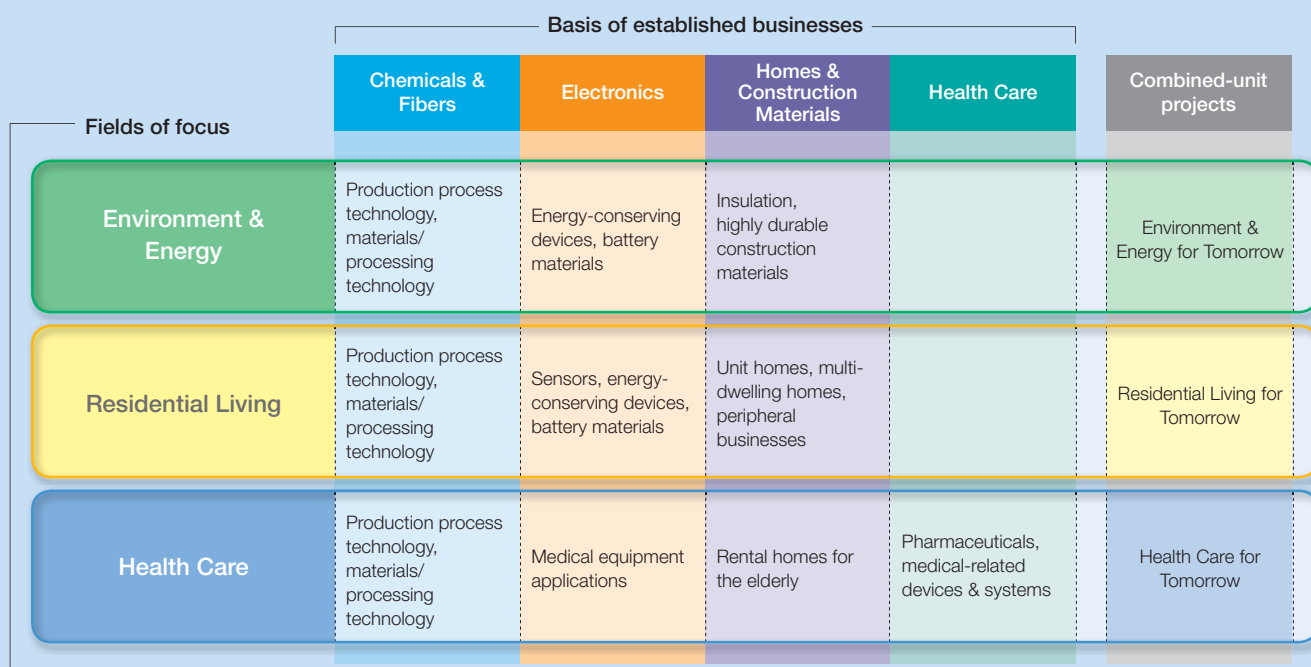 Basis of established businesses
Fields of focus
Chemicals &
Fibers
Electronics
Homes &
Construction
Materials
Health Care
Combined-unit
projects
Environment &
Energy
Production process
technology,
materials/
processing
technology
Energy-conserving
devices, battery
materials
Insulation,
highly durable
construction
materials
Environment &
Energy for Tomorrow
Residential Living
Production process
technology,
materials/
processing
technology
Sensors, energy-
conserving devices,
battery materials
Unit homes, multi-
dwelling homes,
peripheral
businesses
Residential Living for
Tomorrow
Health Care
Production process
technology,
materials/
processing
technology
Medical equipment
applications
Rental homes for
the elderly
Pharmaceuticals,
medical-related
devices & systems
Health Care for
Tomorrow